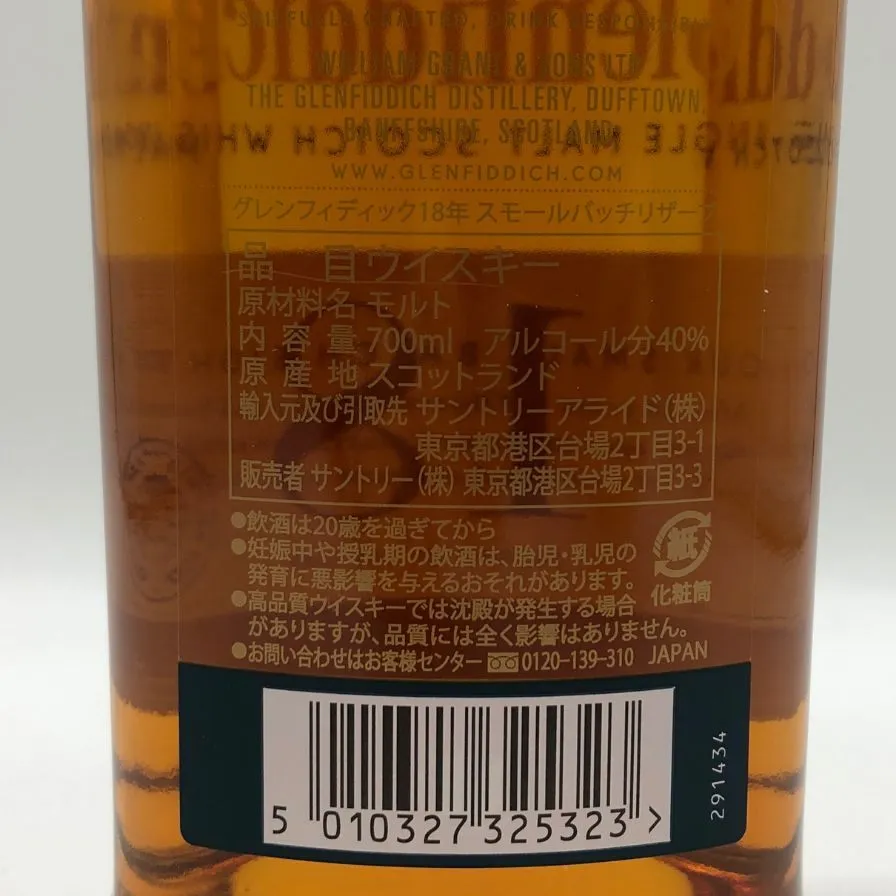 SKILFULLY CRAFTED, DRINK RESPONSIBLY
WILLIAM GRANT & SONS LTD
THE GLENFIDDICH DISTILLERY, DUFFTOWN,
BANFFSHIRE, SCOTLAND
WWW.GLENFIDDICH.COM
グレンフィディック18年 スモールバッチリザーブ
品 目 ウイスキー
原材料名 モルト
内 容 量 700ml アルコール分40%
原 産 地 スコットランド
輸入元及び引取先 サントリーアライド(株)
東京都港区台場2丁目3-1
販売者 サントリー(株) 東京都港区台場2丁目3-3
●飲酒は20歳を過ぎてから
●妊娠中や授乳期の飲酒は、胎児・乳児の
発育に悪影響を与えるおそれがあります。
紙
化粧筒
●高品質ウイスキーでは沈殿が発生する場合
がありますが、品質には全く影響はありません。
●お問い合わせはお客様センター 0120-139-310 JAPAN
5 010327 325323 >
291434
18